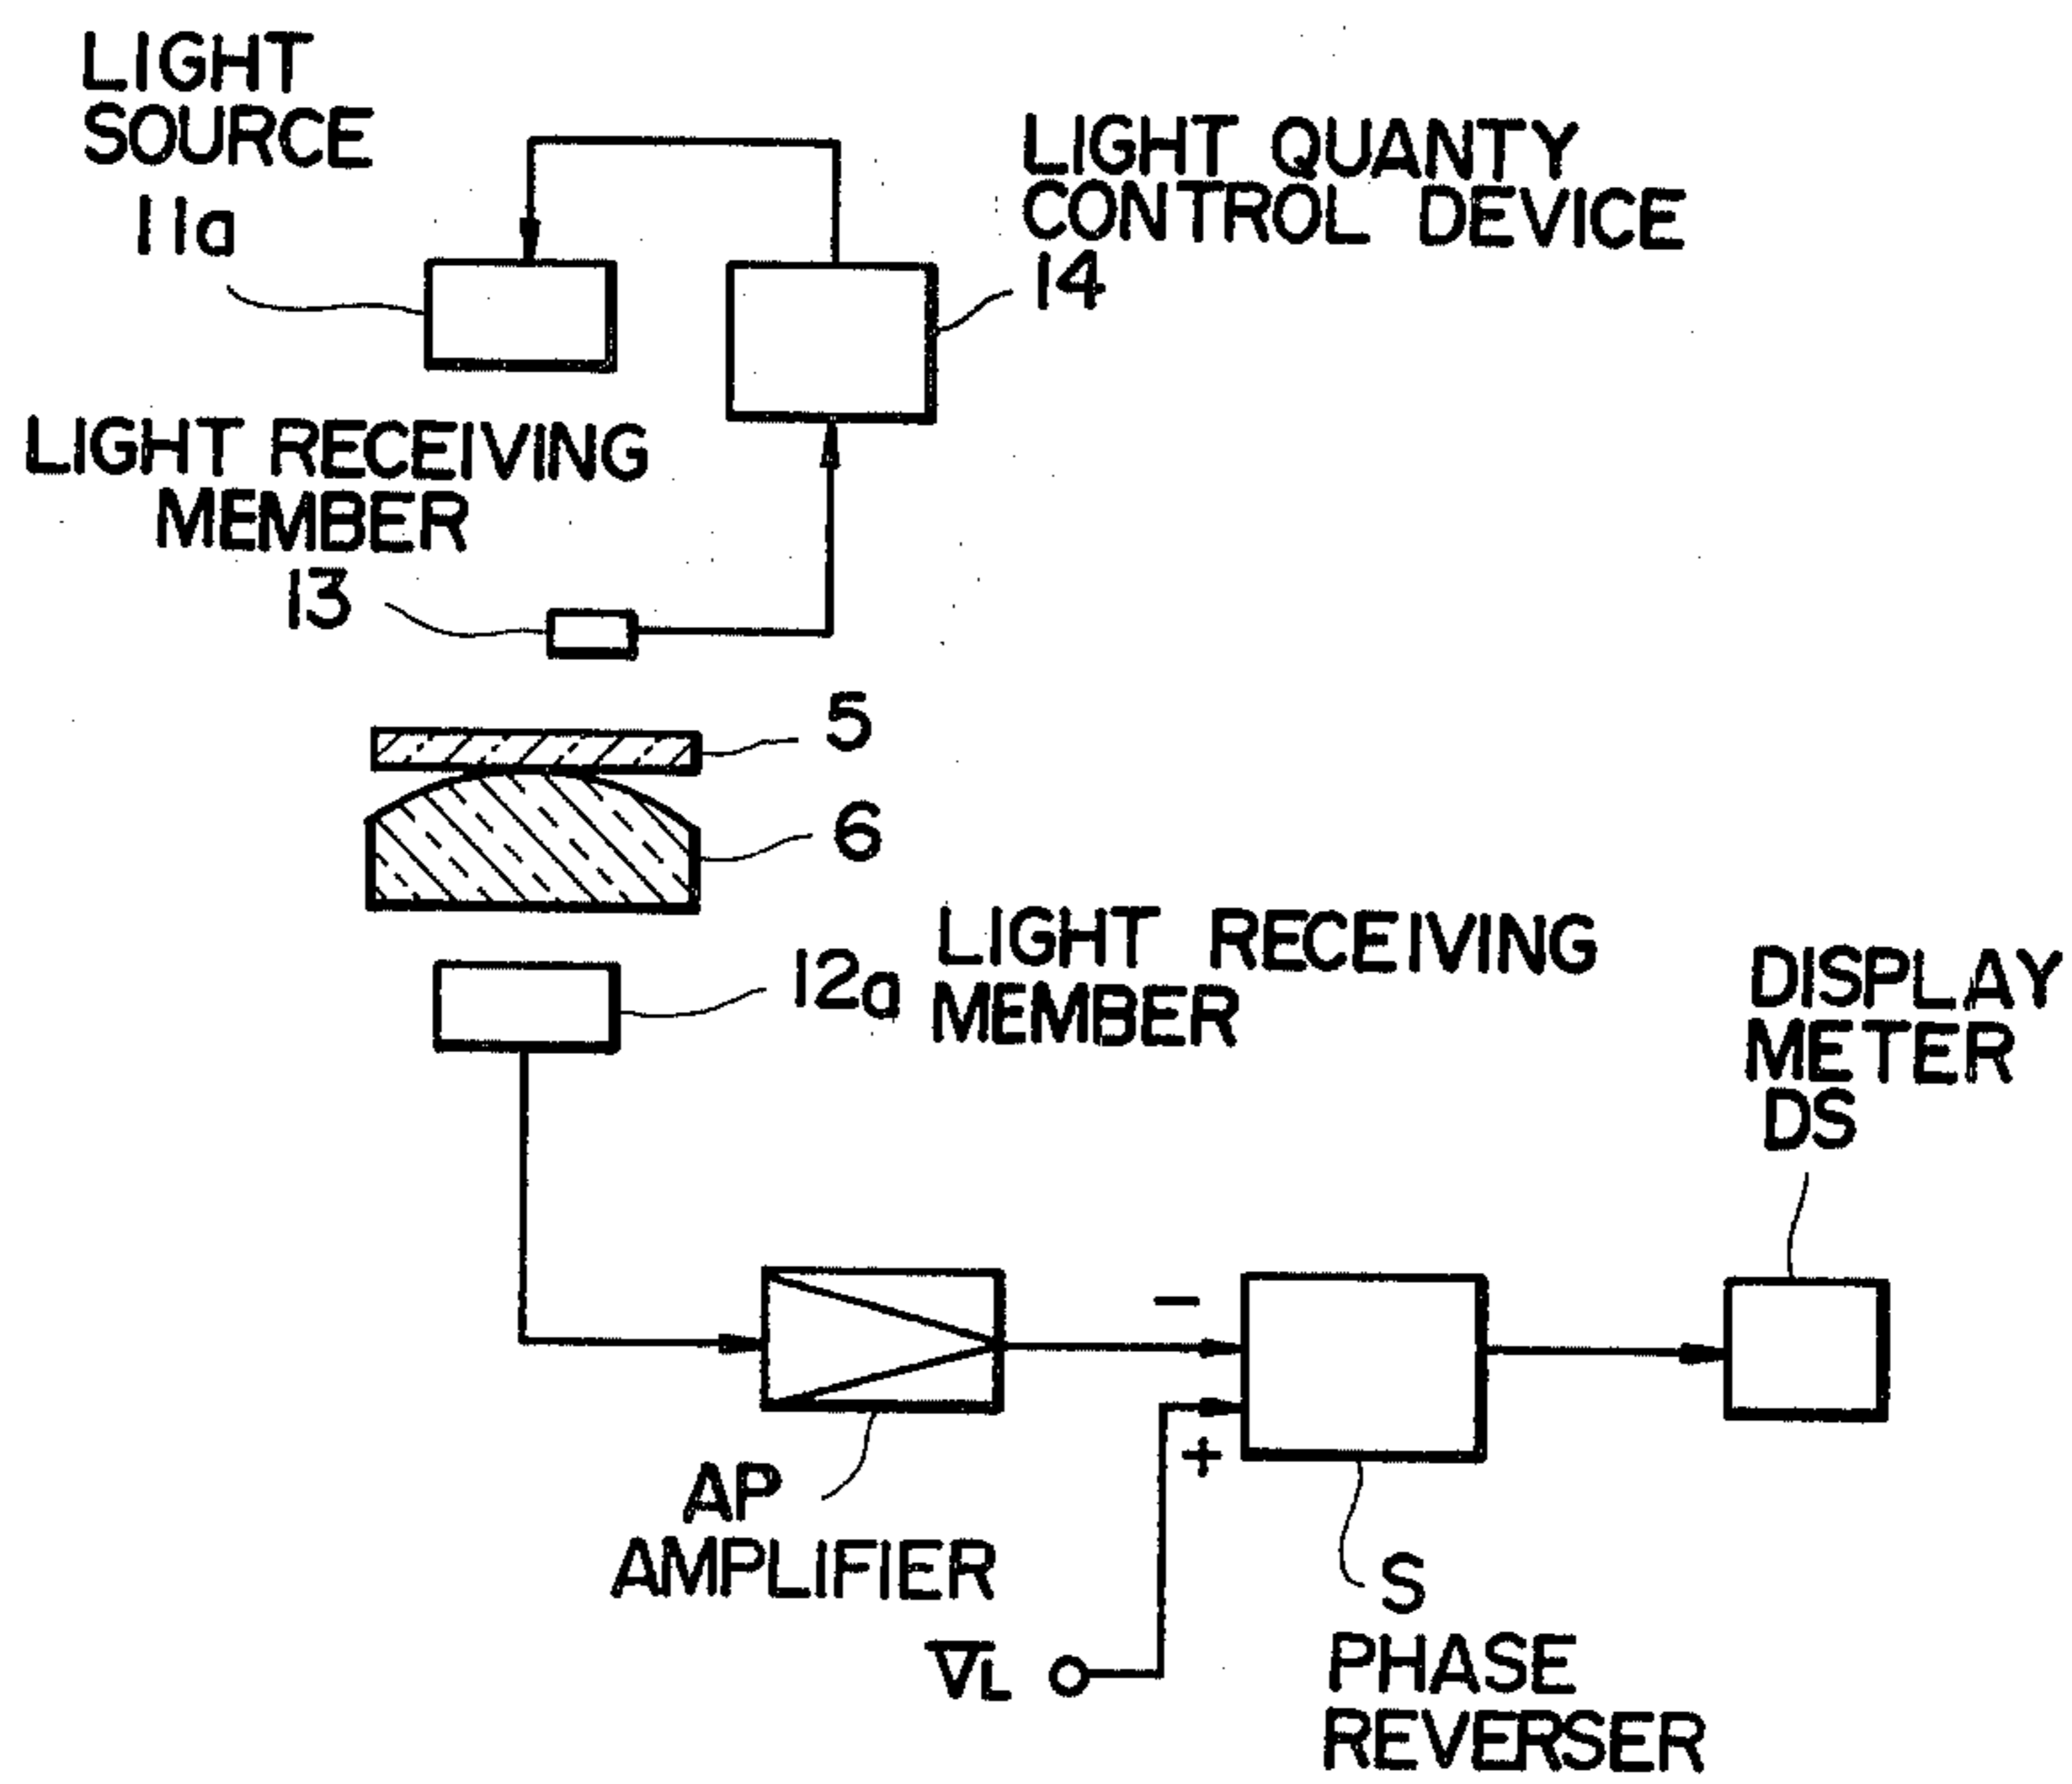 LIGHT
SOURCE
11a
LIGHT QUANTY
CONTROL DEVICE
14
LIGHT RECEIVING
MEMBER
13
5
6
12a
LIGHT RECEIVING
MEMBER
DISPLAY
METER
DS
−
+
AP
AMPLIFIER
VL
S
PHASE
REVERSER